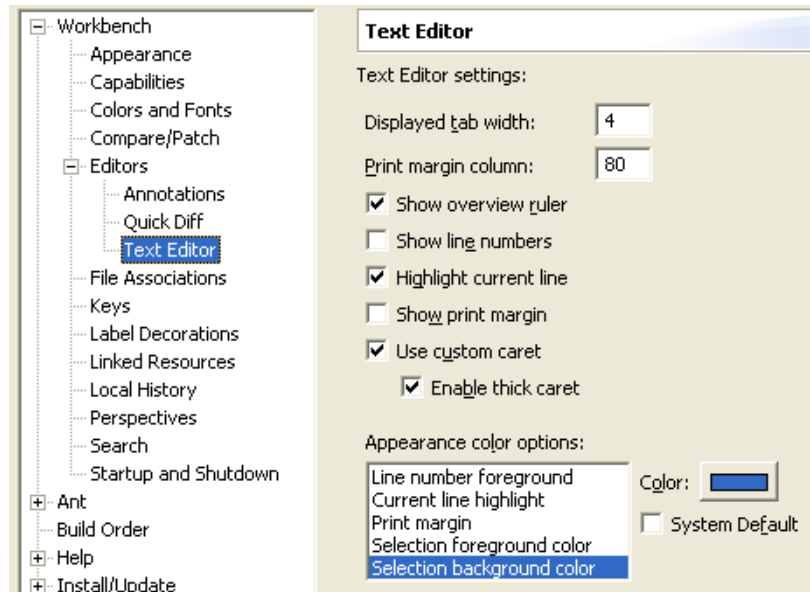 Workbench
Appearance
Capabilities
Colors and Fonts
Compare/Patch
Editors
Annotations
Quick Diff
Text Editor
File Associations
Keys
Label Decorations
Linked Resources
Local History
Perspectives
Search
Startup and Shutdown
Ant
Build Order
Help
Install/Update
Text Editor
Text Editor settings:
Displayed tab width: 4
Print margin column: 80
Show overview ruler
Show line numbers
Highlight current line
Show print margin
Use custom caret
Enable thick caret
Appearance color options:
Line number foreground
Current line highlight
Print margin
Selection foreground color
Selection background color
Color:
System Default